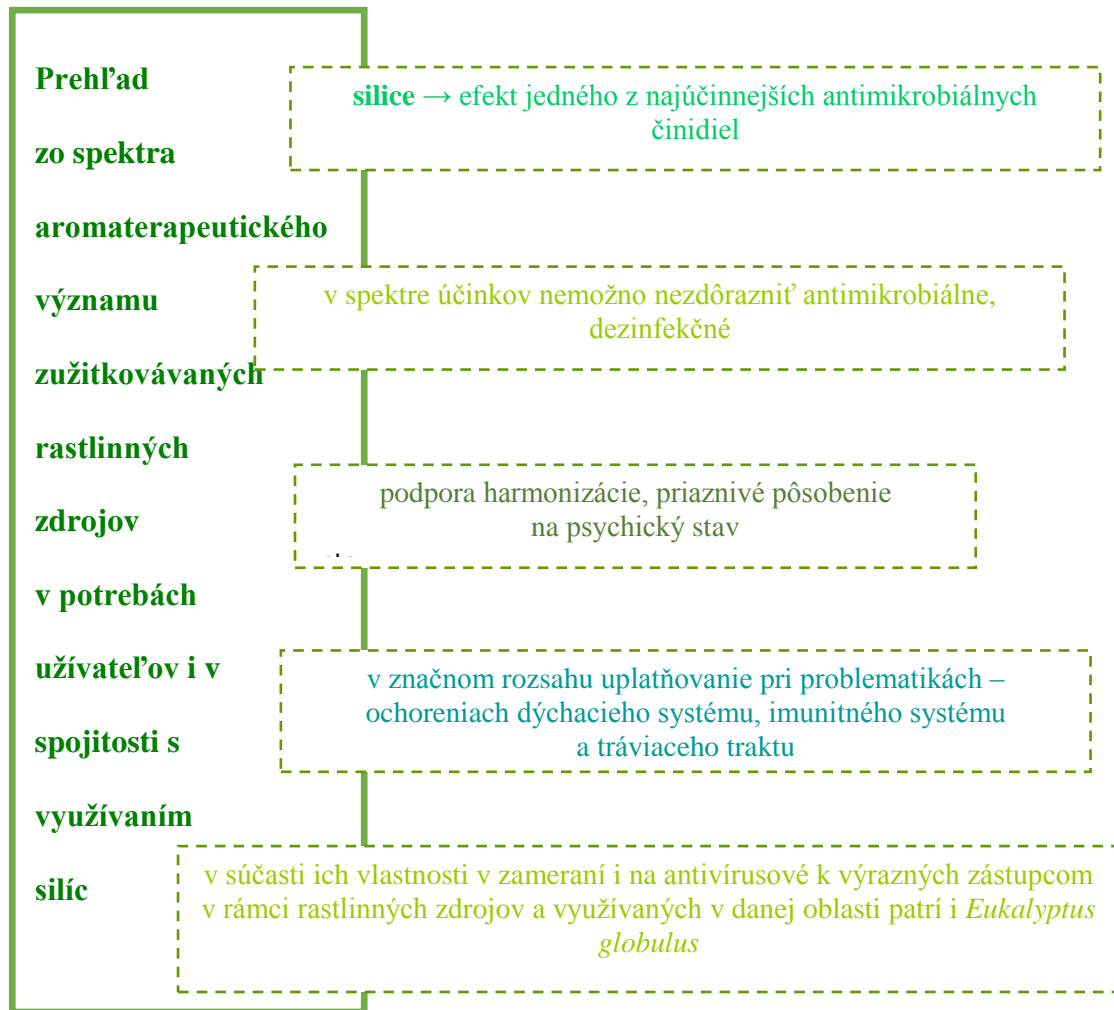 Prehľad
zo spektra
aromaterapeutického
významu
zužitkovávaných
rastlinných
zdrojov
v potrebách
užívateľov i v
spojitosti s
využívaním
silíc
silice → efekt jedného z najúčinnejších antimikrobiálnych
činidiel
v spektre účinkov nemožno nezdôrazniť antimikrobiálne,
dezinfekčné
podpora harmonizácie, priaznivé pôsobenie
na psychický stav
v značnom rozsahu uplatňovanie pri problematikách –
ochoreniach dýchacieho systému, imunitného systému
a tráviaceho traktu
v súčasti ich vlastnosti v zameraní i na antivírusové k výrazných zástupcom
v rámci rastlinných zdrojov a využívaných v danej oblasti patrí i Eukalyptus
globulus